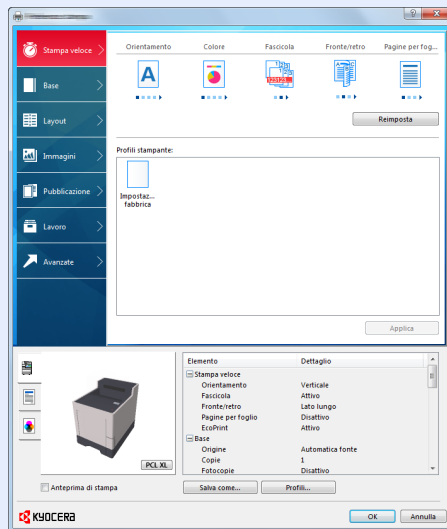 Stampa veloce
Base
Layout
Immagini
Pubblicazione
Lavoro
Avanzate
Orientamento Colore Fascicola Fronte/retro Pagine per fog...
A
123123
Reimposta
Profili stampante:
Impostaz...
fabbrica
Applica
Elemento Dettaglio
Stampa veloce
Orientamento Verticale
Fascicola Attivo
Fronte/retro Lato lungo
Pagine per foglio Disattivo
EcoPrint Attivo
Base
Origine Automatica fonte
Copie 1
Fotocopie Disattivo
PCL XL
Anteprima di stampa
Salva come... Profili...
KYOCERA
OK Annulla